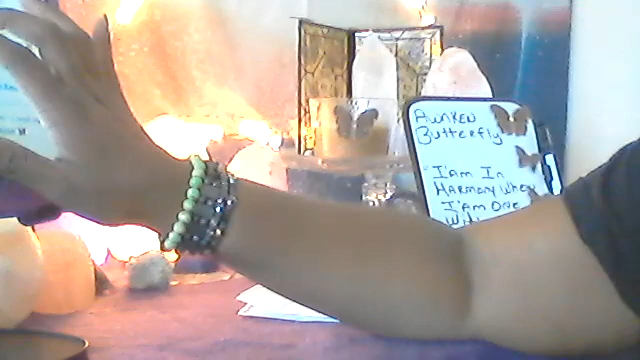 Awaken
Butterfly
"I'am In
Harmony When
I'am One